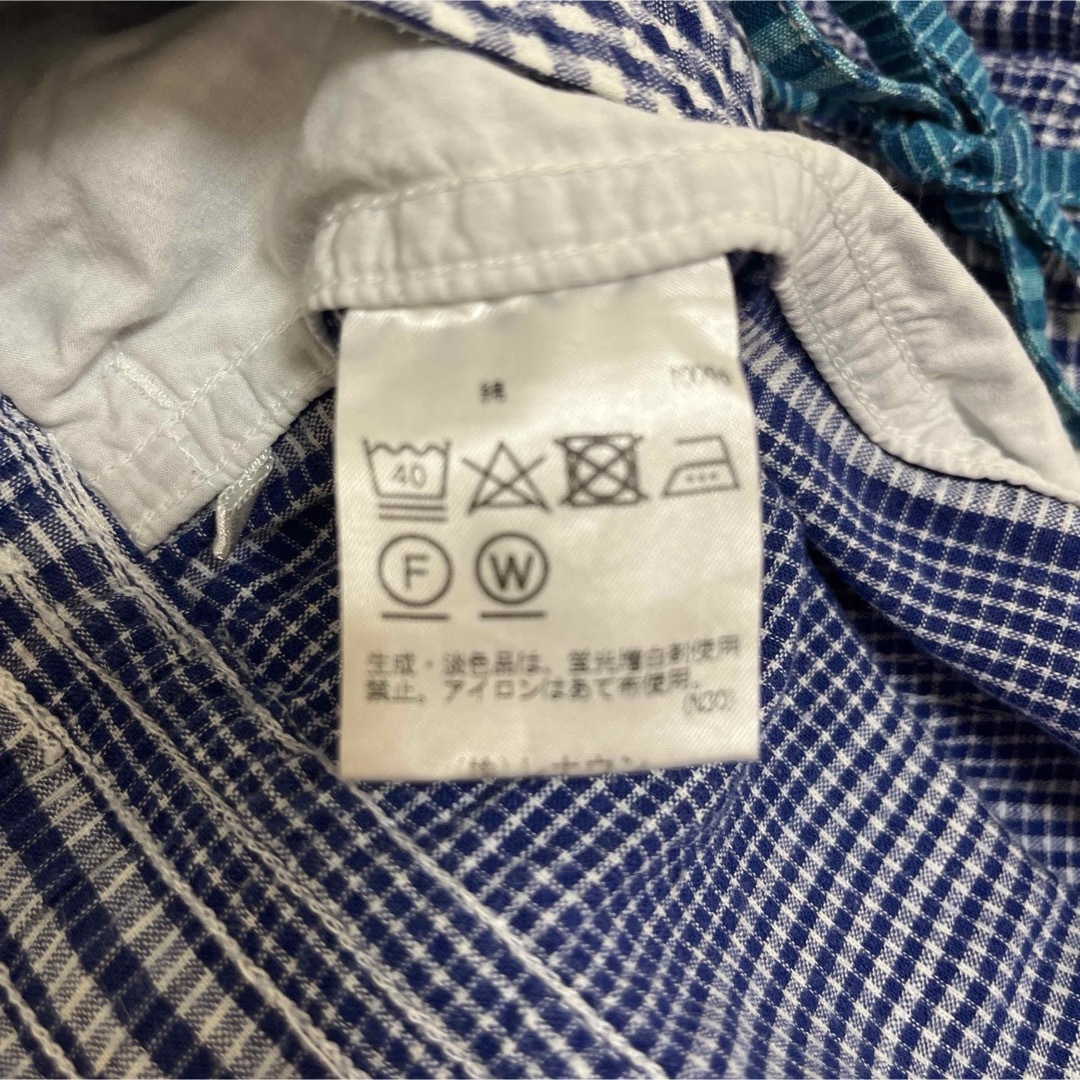 綿 100%
40
F W
生成・淡色品は、蛍光増白剤使用
禁止。アイロンはあて布使用。
(N30)